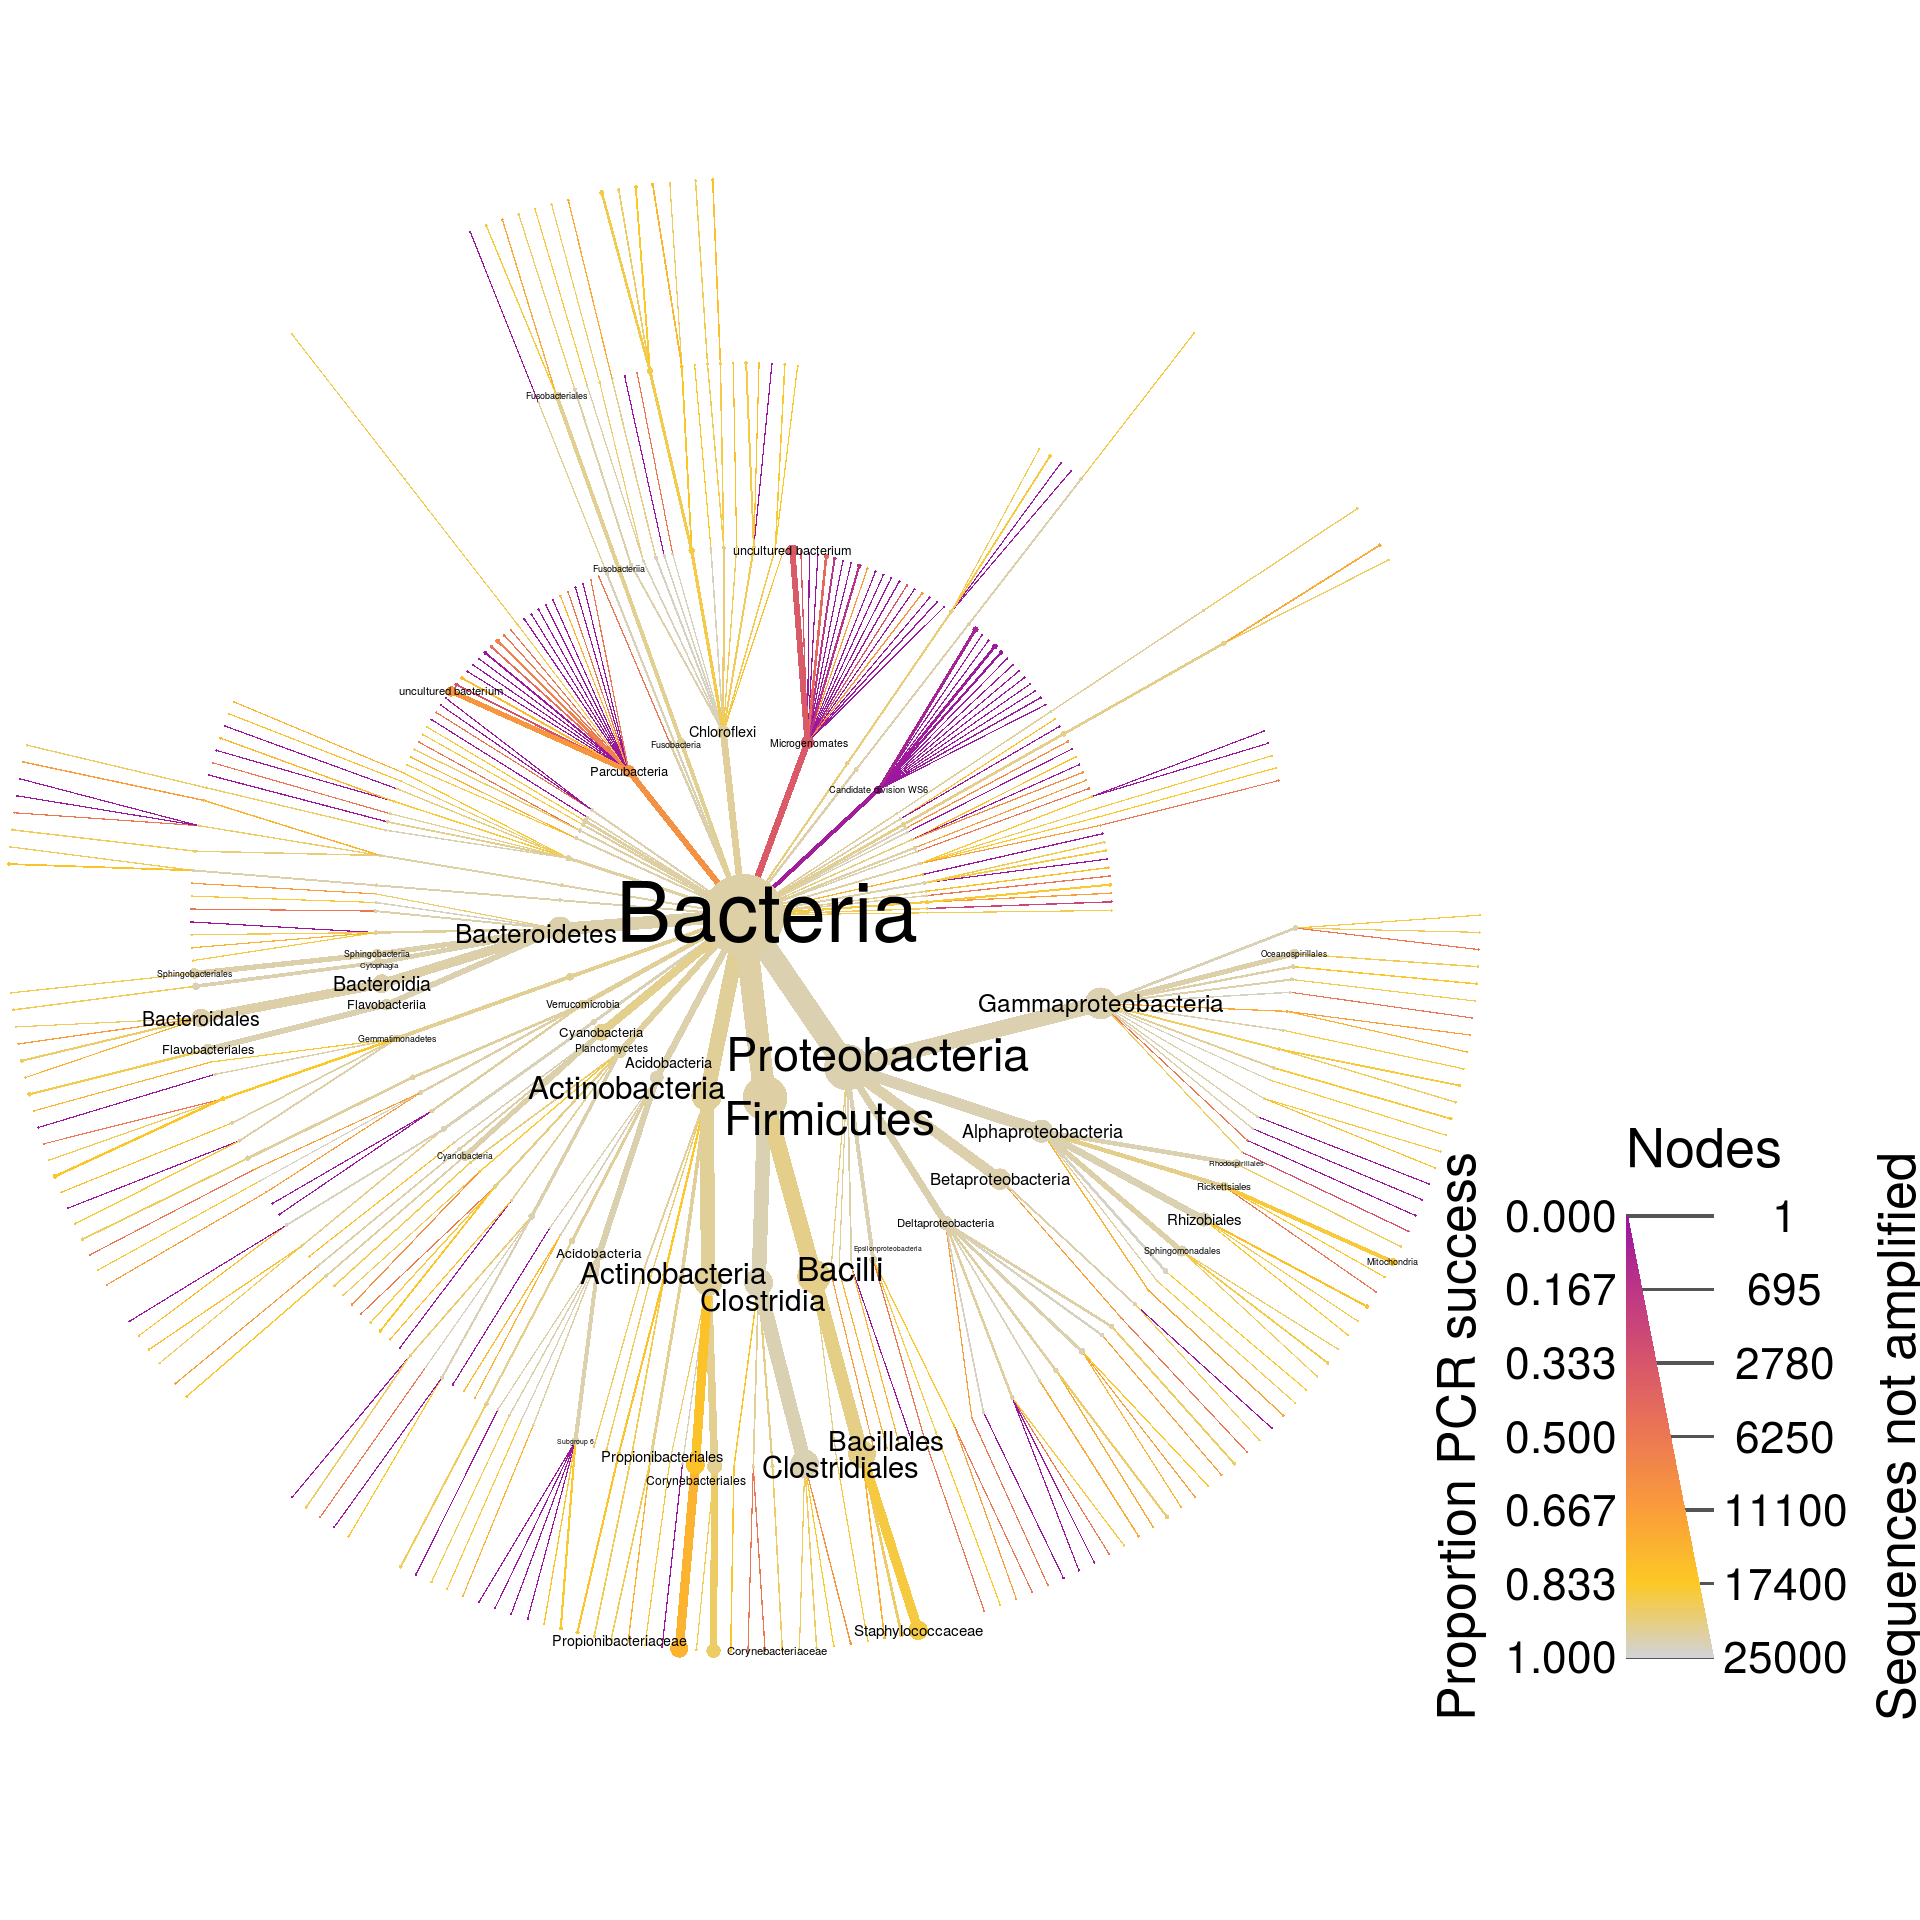 Fusobacteriales
uncultured bacterium
Fusobacteriia
uncultured bacterium
Chloroflexi
Fusobacteria
Microgenomates
Parcubacteria
Candidate division WS6
Bacteria
Bacteroidetes
Sphingobacteriia
Oceanospirillales
Cytophagia
Sphingobacteriales
Bacteroidia
Flavobacteriia
Verrucomicrobia
Gammaproteobacteria
Bacteroidales
Cyanobacteria
Gemmatimonadetes
Planctomycetes
Flavobacteriales
Acidobacteria
Proteobacteria
Actinobacteria
Firmicutes
Alphaproteobacteria
Cyanobacteria
Rhodospirillales
Betaproteobacteria
Rickettsiales
Deltaproteobacteria
Rhizobiales
Epsilonproteobacteria
Sphingomonadales
Acidobacteria
Mitochondria
Actinobacteria
Bacilli
Clostridia
Subgroup 6
Bacillales
Propionibacteriales
Clostridiales
Corynebacteriales
Propionibacteriaceae
Staphylococcaceae
Corynebacteriaceae
Nodes
Proportion PCR success
Sequences not amplified
0.000 1
0.167 695
0.333 2780
0.500 6250
0.667 11100
0.833 17400
1.000 25000